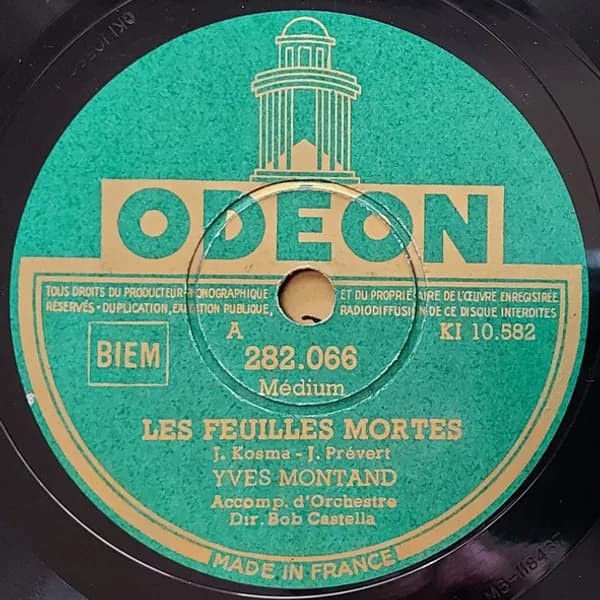 ODEON
TOUS DROITS DU PRODUCTEUR PHONOGRAPHIQUE ET DU PROPRIÉTAIRE DE L'ŒUVRE ENREGISTRÉE
RÉSERVÉS - DUPLICATION, EXÉCUTION PUBLIQUE, RADIODIFFUSION DE CE DISQUE INTERDITES
BIEM
A
KI 10.582
282.066
Médium
LES FEUILLES MORTES
J. Kosma - J. Prévert
YVES MONTAND
Accomp. d'Orchestre
Dir. Bob Castella
MADE IN FRANCE